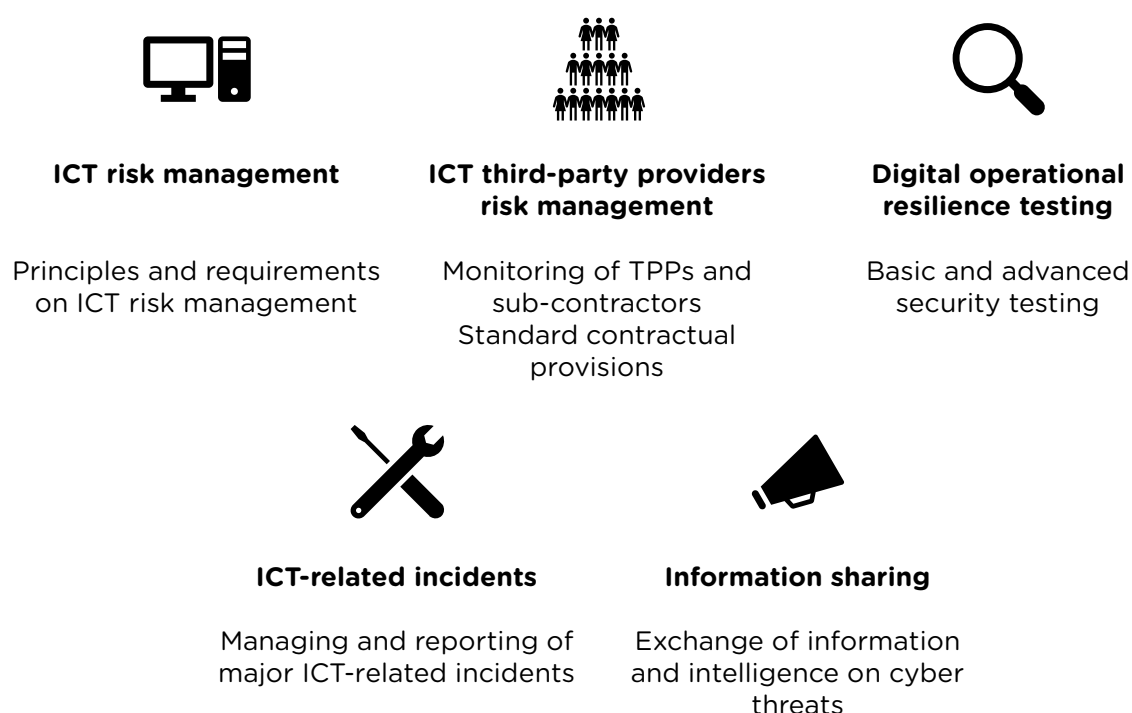 ICT risk management
Principles and requirements
on ICT risk management
ICT third-party providers
risk management
Monitoring of TPPs and
sub-contractors
Standard contractual
provisions
Digital operational
resilience testing
Basic and advanced
security testing
ICT-related incidents
Managing and reporting of
major ICT-related incidents
Information sharing
Exchange of information
and intelligence on cyber
threats